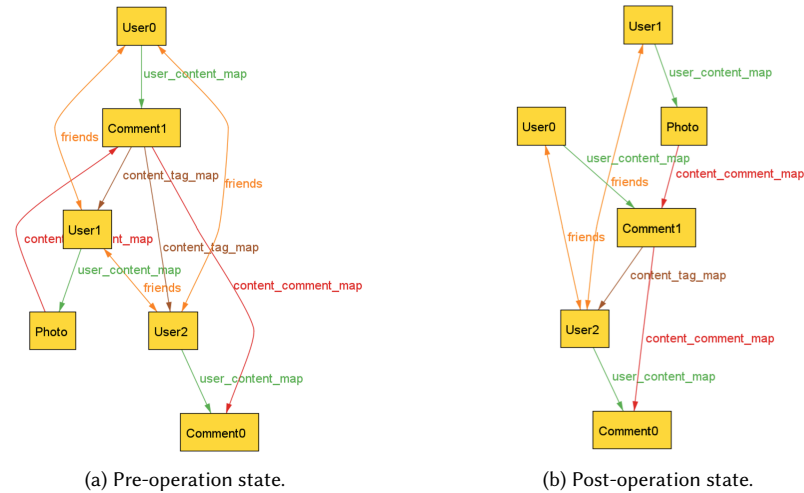 User0
user_content_map
Comment1
friends
content_tag_map
friends
User1
content_tag_map
user_content_map
friends
content_comment_map
Photo
User2
user_content_map
Comment0
(a) Pre-operation state.
User1
user_content_map
User0
Photo
user_content_map
friends
content_comment_map
Comment1
friends
content_tag_map
User2
content_comment_map
user_content_map
Comment0
(b) Post-operation state.